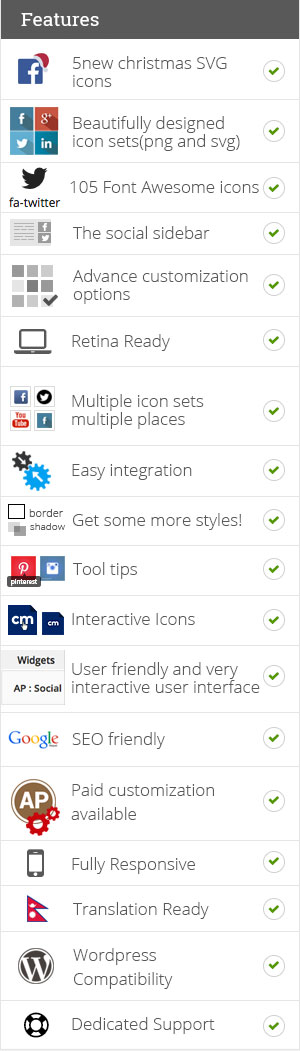 Features
5new christmas SVG
icons
Beautifully designed
icon sets(png and svg)
fa-twitter
105 Font Awesome icons
The social sidebar
Advance customization
options
Retina Ready
You
Tube
Multiple icon sets
multiple places
Easy integration
border
shadow
Get some more styles!
pinterest
Tool tips
cm
cm
Interactive Icons
Widgets
AP : Social
User friendly and very
interactive user interface
Google
SEO friendly
AP
Paid customization
available
Fully Responsive
Translation Ready
Wordpress
Compatibility
Dedicated Support